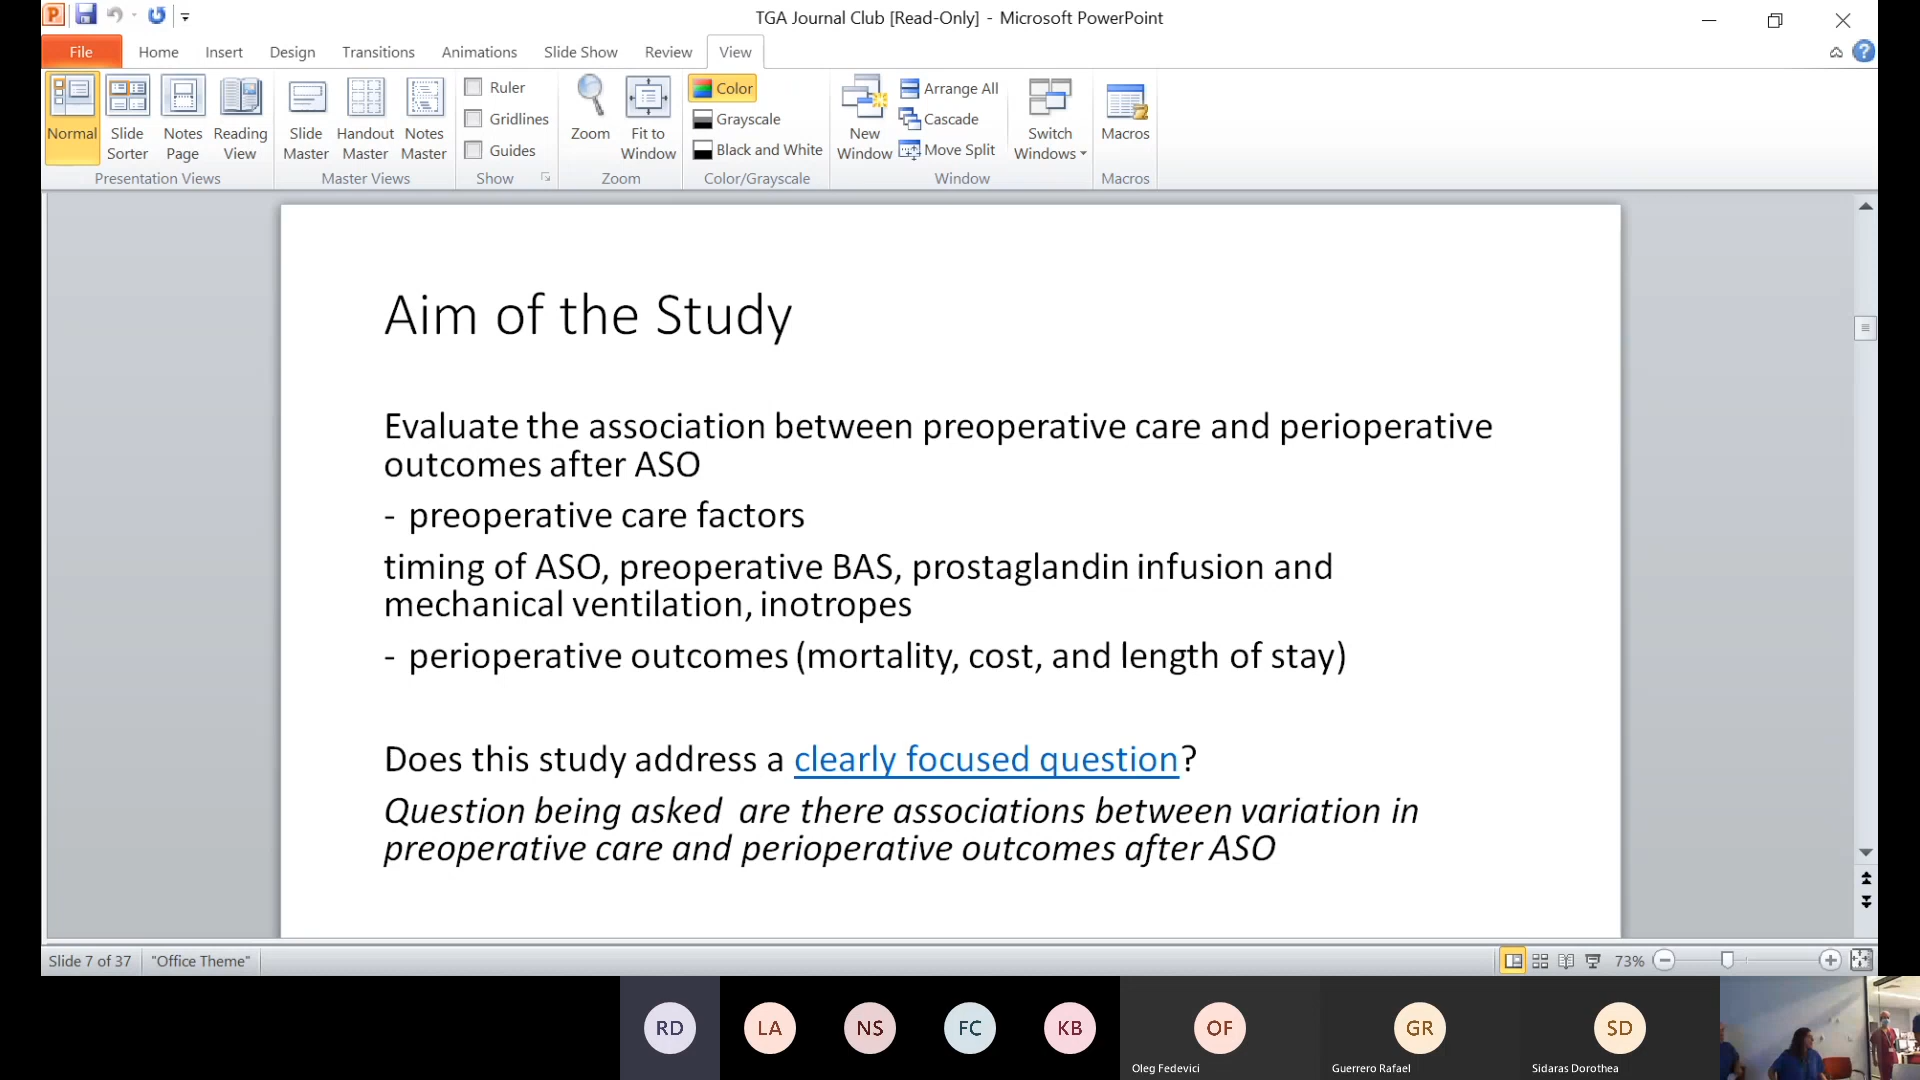 TGA Journal Club [Read-Only] - Microsoft PowerPoint
File Home Insert Design Transitions Animations Slide Show Review View
Normal
Slide Sorter
Notes Page
Reading View
Presentation Views
Slide Master
Handout Master
Notes Master
Master Views
Ruler
Gridlines
Guides
Show
Zoom
Fit to Window
Zoom
Color
Grayscale
Black and White
Color/Grayscale
New Window
Arrange All
Cascade
Move Split
Switch Windows
Window
Macros
Macros
Aim of the Study
Evaluate the association between preoperative care and perioperative
outcomes after ASO
- preoperative care factors
timing of ASO, preoperative BAS, prostaglandin infusion and
mechanical ventilation, inotropes
- perioperative outcomes (mortality, cost, and length of stay)
Does this study address a clearly focused question?
Question being asked are there associations between variation in
preoperative care and perioperative outcomes after ASO
Slide 7 of 37 "Office Theme" 73%
RD LA NS FC KB OF GR SD
Oleg Fedevici Guerrero Rafael Sidaras Dorothea